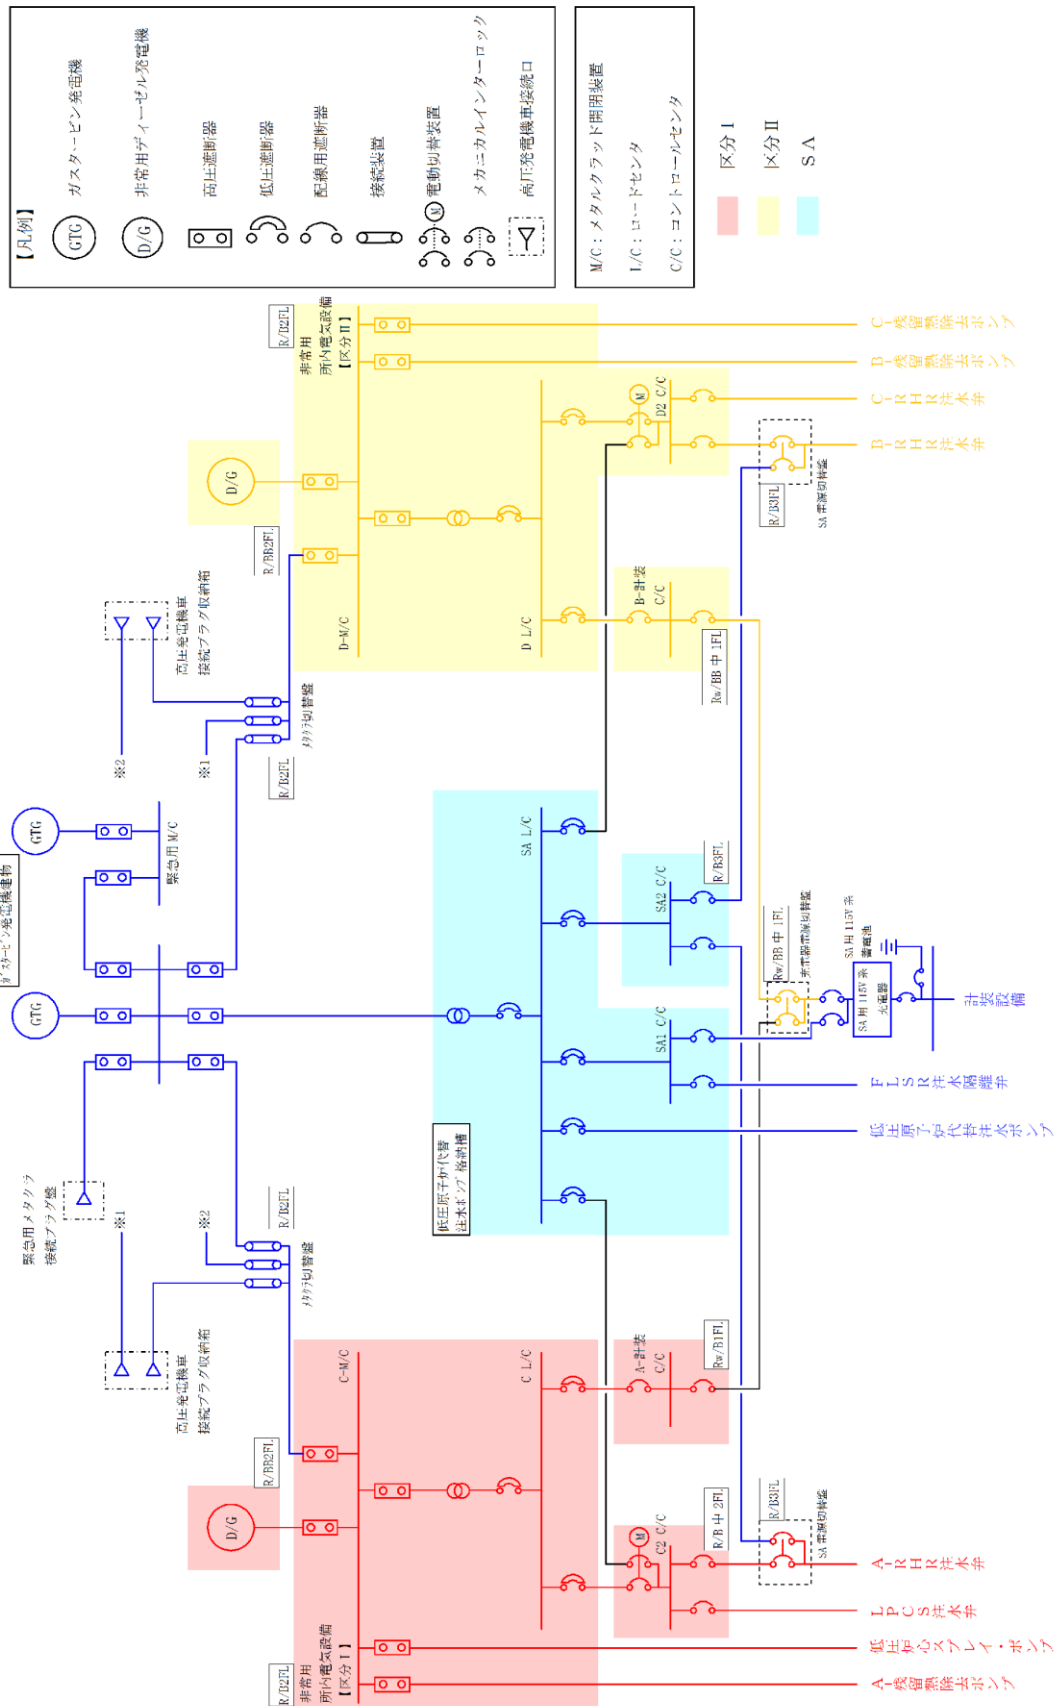 【凡例】
GTG
ガスタービン発電機
D/G
非常用ディーゼル発電機
高圧遮断器
低圧遮断器
配線用遮断器
接続装置
M
電動切替装置
メカニカルインターロック
高圧発電機車接続口
M/C：メタルクラッド開閉装置
L/C：ロードセンタ
C/C：コントロールセンタ
区分Ⅰ
区分Ⅱ
SA
ガスタービン発電機建物
GTG
GTG
緊急用M/C
緊急用メタクラ
接続プラグ盤
高圧発電機車
接続プラグ収納箱
※1
※2
メタクラ切替盤
R/B2FL
高圧発電機車
接続プラグ収納箱
※2
※1
メタクラ切替盤
R/B2FL
R/B2FL
非常用
所内電気設備
【区分Ⅰ】
D/G
R/BB2FL
C-M/C
C L/C
A-計装
C/C
Rw/B1FL
M
C2 C/C
R/B 中 2FL
R/B3FL
SA電源切替盤
低圧原子炉代替
注水ポンプ格納槽
SA L/C
SA1 C/C
SA2 C/C
R/B3FL
R/B2FL
非常用
所内電気設備
【区分Ⅱ】
D/G
R/BB2FL
D-M/C
D L/C
B-計装
C/C
Rw/BB 中 1FL
M
D2 C/C
R/B3FL
SA電源切替盤
Rw/BB 中 1FL
充電器電源切替盤
SA用115V系
充電器
SA用115V系
蓄電池
A-残留熱除去ポンプ
低圧炉心スプレイ・ポンプ
LPCS注水弁
A-RHR注水弁
低圧原子炉代替注水ポンプ
FLSR注水隔離弁
計装設備
B-RHR注水弁
C-RHR注水弁
B-残留熱除去ポンプ
C-残留熱除去ポンプ